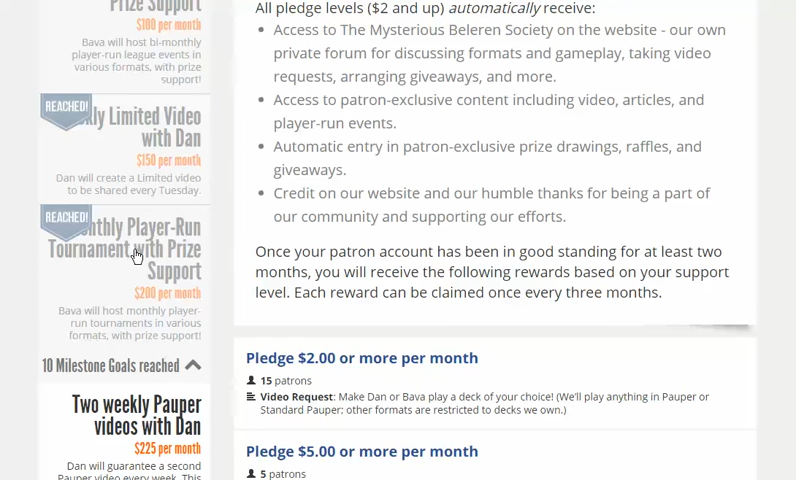 Prize Support
$100 per month
Bava will host bi-monthly
player-run league events in
various formats, with prize
support!
REACHED!
kly Limited Video
with Dan
$150 per month
Dan will create a Limited video
to be shared every Tuesday.
REACHED!
nthly Player-Run
Tournament with Prize
Support
$200 per month
Bava will host monthly player-
run tournaments in various
formats, with prize support!
10 Milestone Goals reached
Two weekly Pauper
videos with Dan
$225 per month
Dan will guarantee a second
Pauper video every week. This
All pledge levels ($2 and up) automatically receive:
• Access to The Mysterious Beleren Society on the website - our own
private forum for discussing formats and gameplay, taking video
requests, arranging giveaways, and more.
• Access to patron-exclusive content including video, articles, and
player-run events.
• Automatic entry in patron-exclusive prize drawings, raffles, and
giveaways.
• Credit on our website and our humble thanks for being a part of
our community and supporting our efforts.
Once your patron account has been in good standing for at least two
months, you will receive the following rewards based on your support
level. Each reward can be claimed once every three months.
Pledge $2.00 or more per month
15 patrons
Video Request: Make Dan or Bava play a deck of your choice! (We'll play anything in Pauper or
Standard Pauper; other formats are restricted to decks we own.)
Pledge $5.00 or more per month
5 patrons